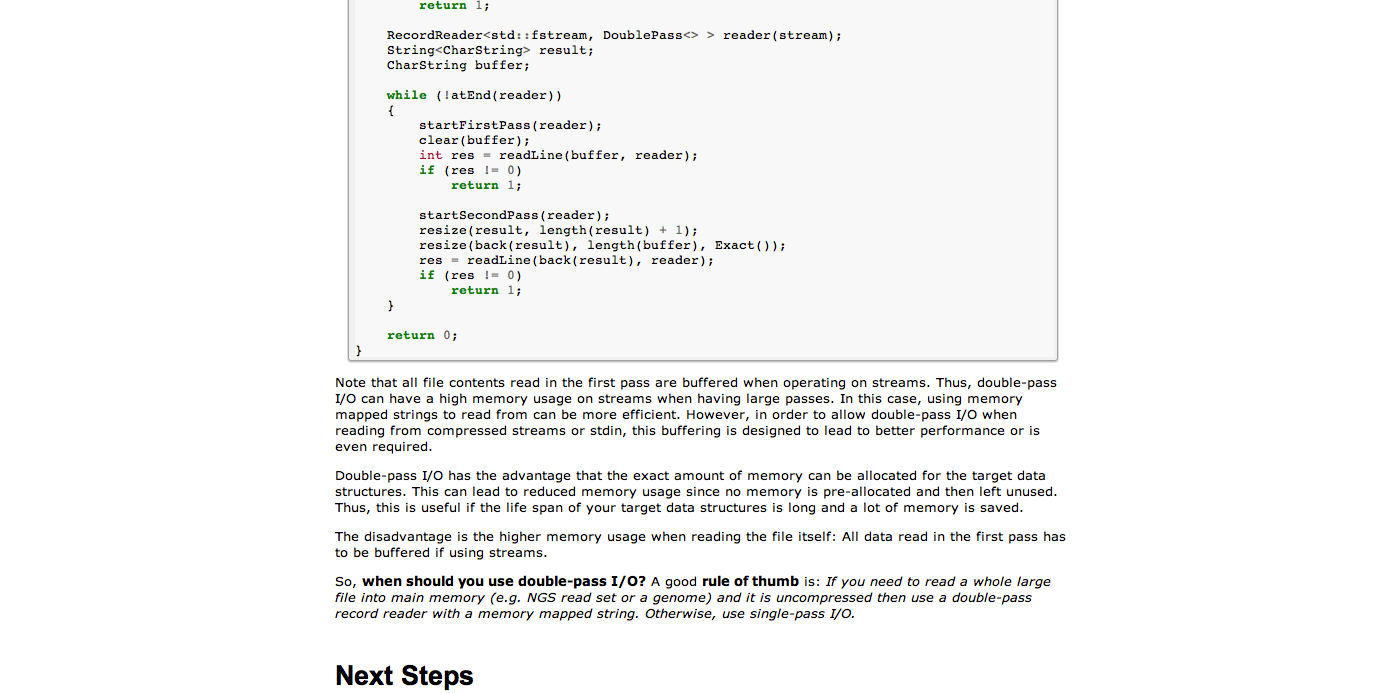 return 1;
RecordReader<std::fstream, DoublePass<> > reader(stream);
String<CharString> result;
CharString buffer;
while (!atEnd(reader))
{
startFirstPass(reader);
clear(buffer);
int res = readLine(buffer, reader);
if (res != 0)
return 1;
startSecondPass(reader);
resize(result, length(result) + 1);
resize(back(result), length(buffer), Exact());
res = readLine(back(result), reader);
if (res != 0)
return 1;
}
return 0;
}
Note that all file contents read in the first pass are buffered when operating on streams. Thus, double-pass
I/O can have a high memory usage on streams when having large passes. In this case, using memory
mapped strings to read from can be more efficient. However, in order to allow double-pass I/O when
reading from compressed streams or stdin, this buffering is designed to lead to better performance or is
even required.
Double-pass I/O has the advantage that the exact amount of memory can be allocated for the target data
structures. This can lead to reduced memory usage since no memory is pre-allocated and then left unused.
Thus, this is useful if the life span of your target data structures is long and a lot of memory is saved.
The disadvantage is the higher memory usage when reading the file itself: All data read in the first pass has
to be buffered if using streams.
So, when should you use double-pass I/O? A good rule of thumb is: If you need to read a whole large
file into main memory (e.g. NGS read set or a genome) and it is uncompressed then use a double-pass
record reader with a memory mapped string. Otherwise, use single-pass I/O.
Next Steps